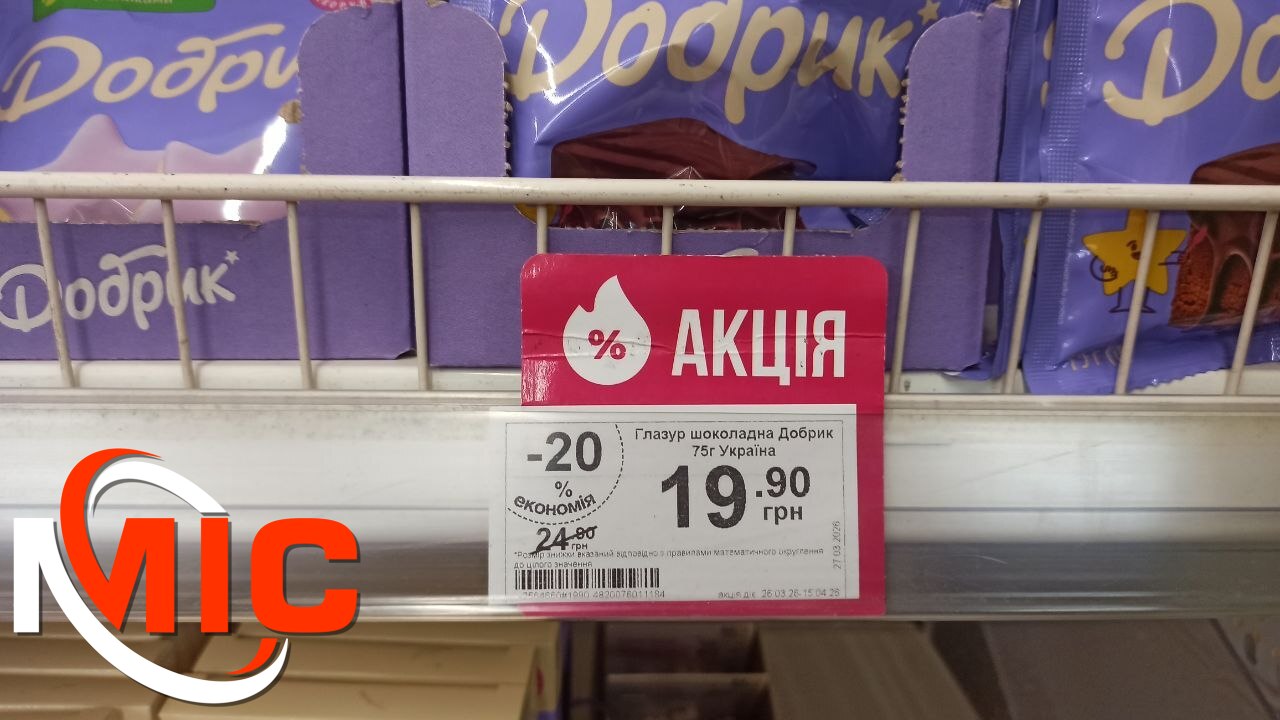 Добрик
Добрик
Добрик
%
АКЦІЯ
-20
%
економія
24.90
грн
Глазур шоколадна Добрик
75г Україна
19.90
грн
*Розмір знижки вказаний відповідно з правилами математичного округлення
до цілого значення
27.03.2026
4820076011184
акція діє: 26.03.26-15.04.26
MIC